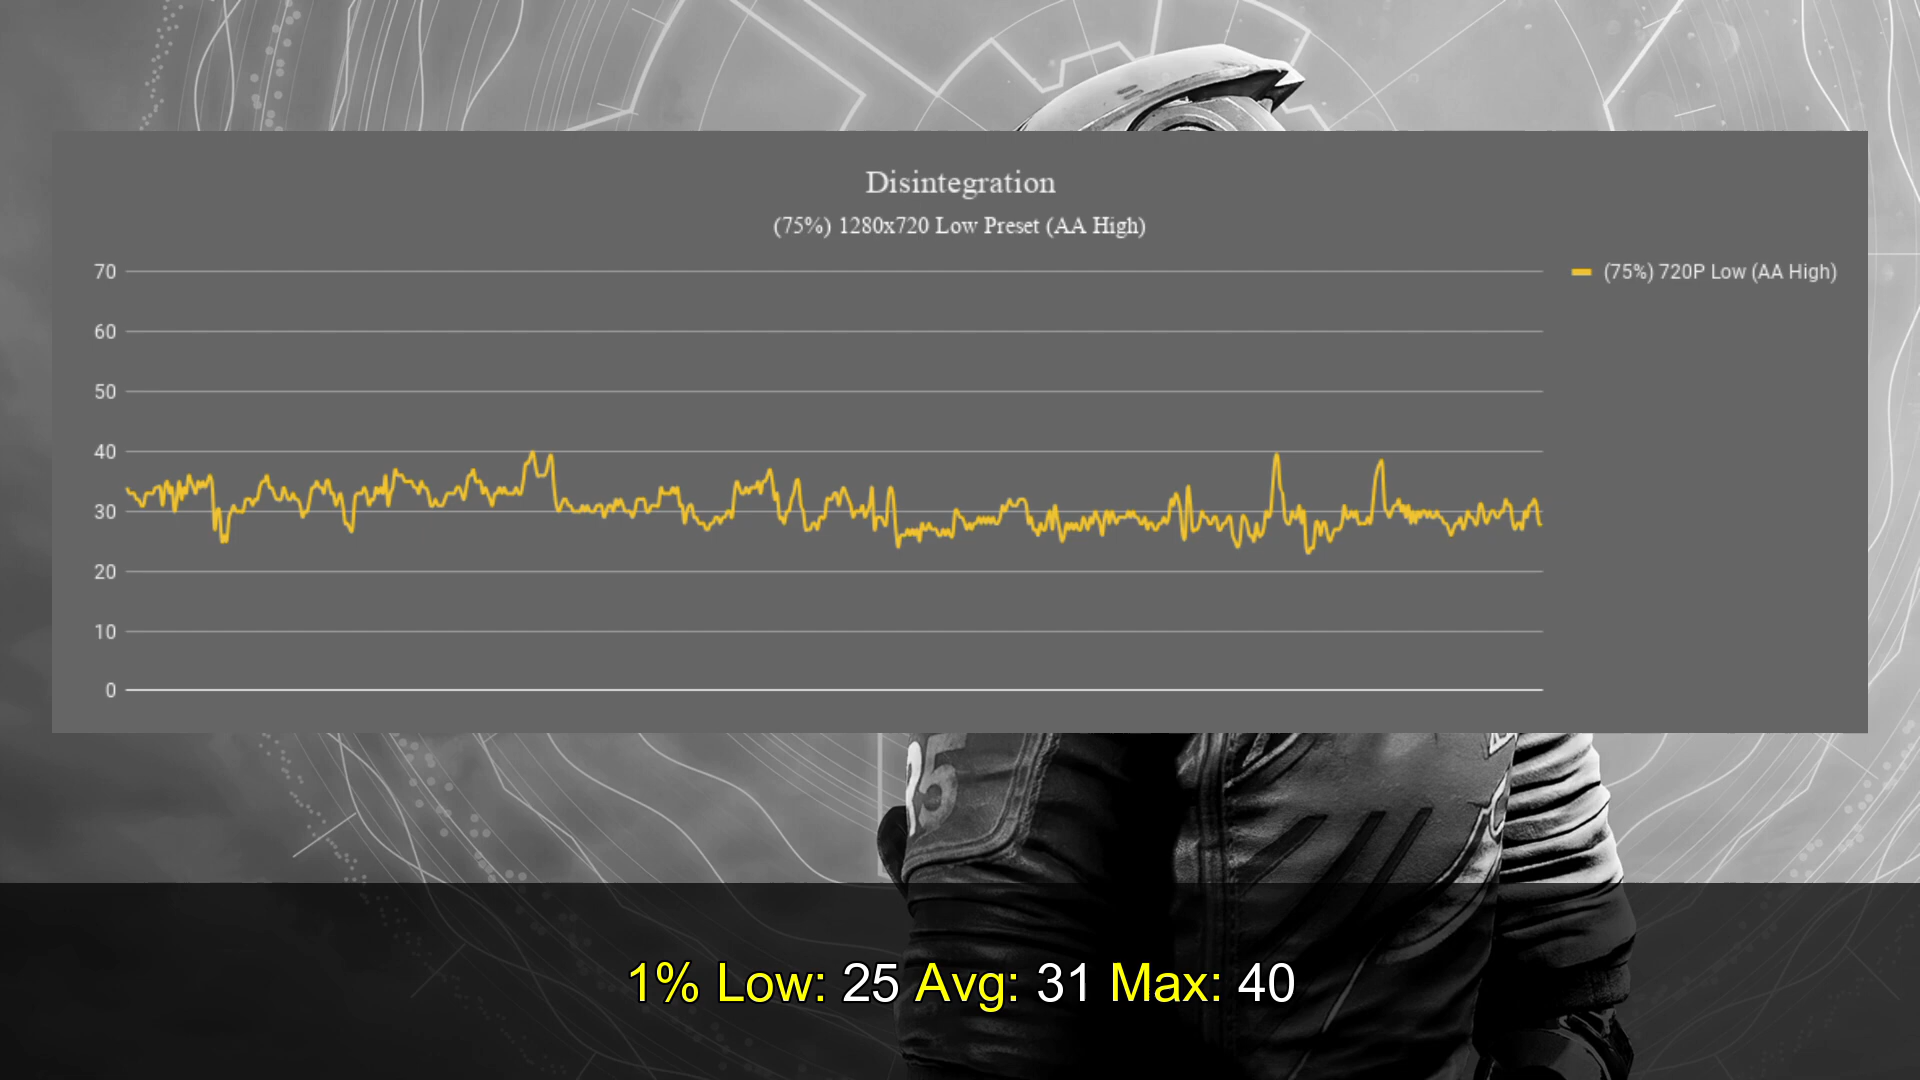 Disintegration
(75%) 1280x720 Low Preset (AA High)
70
(75%) 720P Low (AA High)
60
50
40
30
20
10
0
25
1% Low: 25 Avg: 31 Max: 40